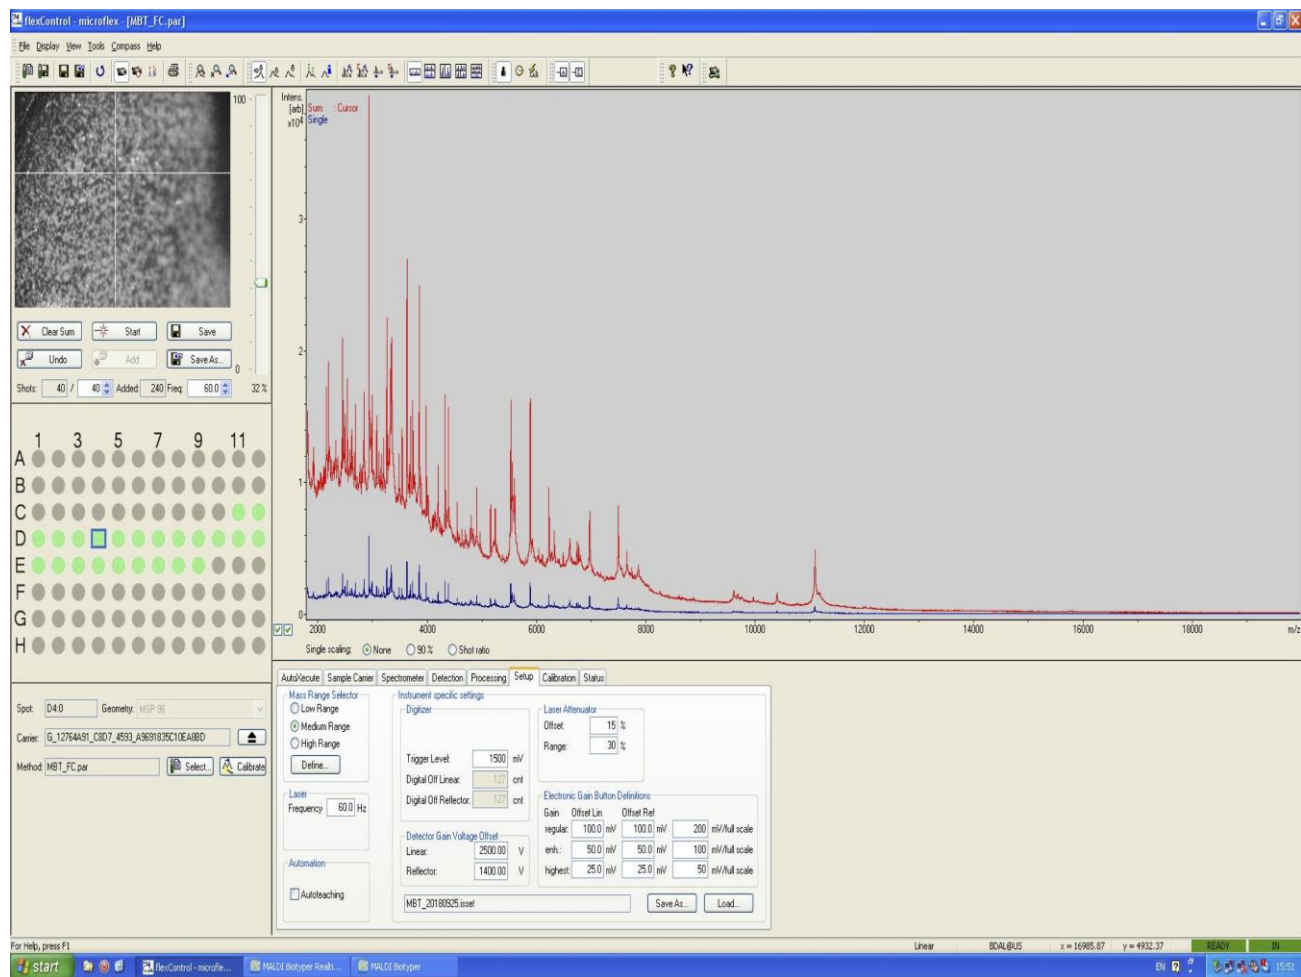 flexControl - microflex - [MBT_FC.par]
File Display View Tools Compass Help
100
0
Clear Sum Start Save
Undo Add Save As...
Shots: 40 / 40 Added: 240 Freq: 60.0 32 %
Intens.
[arb]
x10^4
Sum : Cursor
Single
3
2
1
0
2000 4000 6000 8000 10000 12000 14000 16000 18000 m/z
Single scaling: None 90 % Shot ratio
1 3 5 7 9 11
A
B
C
D
E
F
G
H
Spot: D4:0 Geometry: MSP 96
Carrier: G_12764A91_C8D7_4593_A9691835C10EA8BD
Method: MBT_FC.par Select... Calibrate
AutoXecute Sample Carrier Spectrometer Detection Processing Setup Calibration Status
Mass Range Selector
Low Range
Medium Range
High Range
Define...
Laser
Frequency: 60.0 Hz
Automation
Autoteaching
Instrument specific settings
Digitizer
Trigger Level: 1500 mV
Digital Off Linear: 127 cnt
Digital Off Reflector: 127 cnt
Detector Gain Voltage Offset
Linear: 2500.00 V
Reflector: 1400.00 V
Laser Attenuator
Offset: 15 %
Range: 30 %
Electronic Gain Button Definitions
Gain Offset Lin Offset Ref
regular: 100.0 mV 100.0 mV 200 mV/full scale
enh.: 50.0 mV 50.0 mV 100 mV/full scale
highest: 25.0 mV 25.0 mV 50 mV/full scale
MBT_20180925.isset Save As... Load...
For Help, press F1 Linear BDAL@US x = 16985.87 y = 4932.37 READY IN
start flexControl - microfle... MALDI Biotyper Realti... MALDI Biotyper EN 15:51